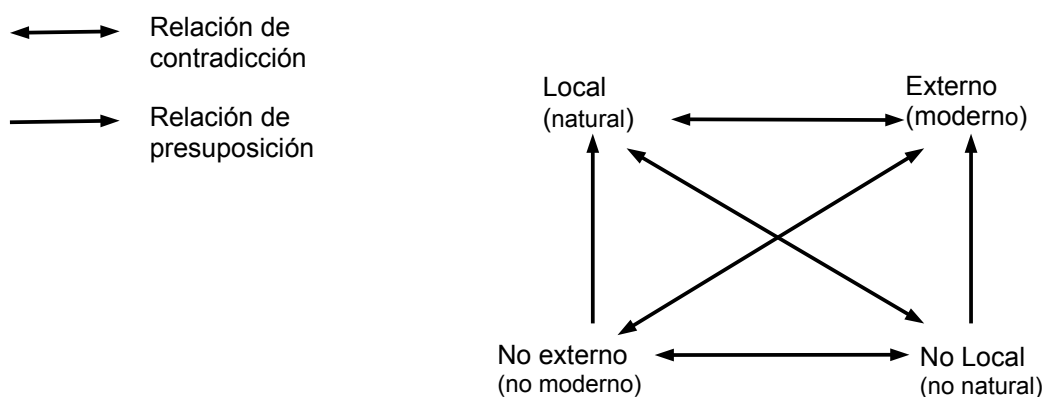 Relación de
contradicción
Relación de
presuposición
Local
(natural)
Externo
(moderno)
No externo
(no moderno)
No Local
(no natural)